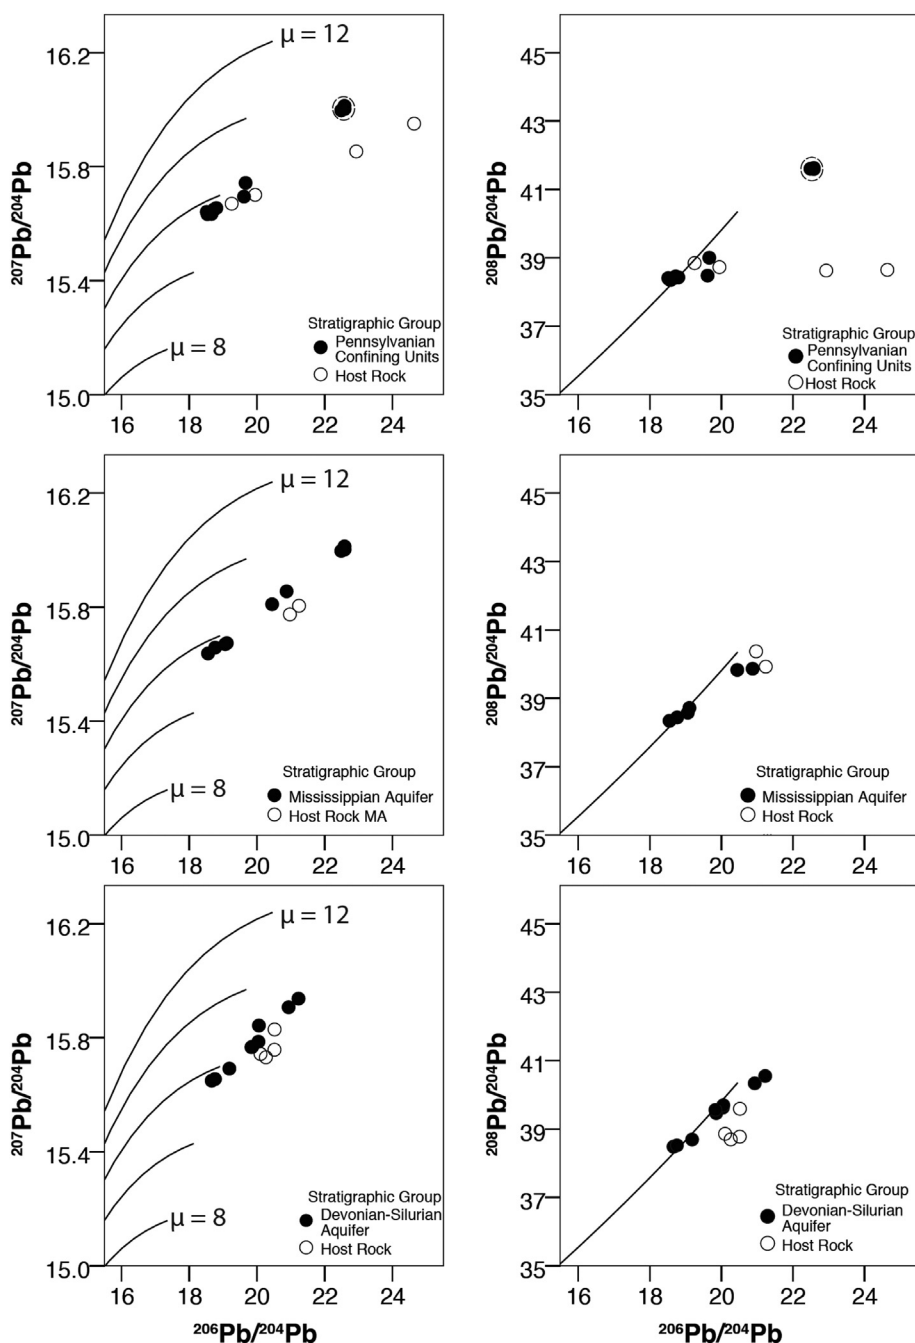 μ = 12
16.2
15.8
15.4
15.0
²⁰⁷Pb/²⁰⁴Pb
μ = 8
Stratigraphic Group
Pennsylvanian
Confining Units
Host Rock
16 18 20 22 24
45
43
41
39
37
35
²⁰⁸Pb/²⁰⁴Pb
Stratigraphic Group
Pennsylvanian
Confining Units
Host Rock
16 18 20 22 24
μ = 12
16.2
15.8
15.4
15.0
²⁰⁷Pb/²⁰⁴Pb
μ = 8
Stratigraphic Group
Mississippian Aquifer
Host Rock MA
16 18 20 22 24
45
43
41
39
37
35
²⁰⁸Pb/²⁰⁴Pb
Stratigraphic Group
Mississippian Aquifer
Host Rock
...
16 18 20 22 24
μ = 12
16.2
15.8
15.4
15.0
²⁰⁷Pb/²⁰⁴Pb
μ = 8
Stratigraphic Group
Devonian-Silurian
Aquifer
Host Rock
16 18 20 22 24
²⁰⁶Pb/²⁰⁴Pb
45
43
41
39
37
35
²⁰⁸Pb/²⁰⁴Pb
Stratigraphic Group
Devonian-Silurian
Aquifer
Host Rock
16 18 20 22 24
²⁰⁶Pb/²⁰⁴Pb